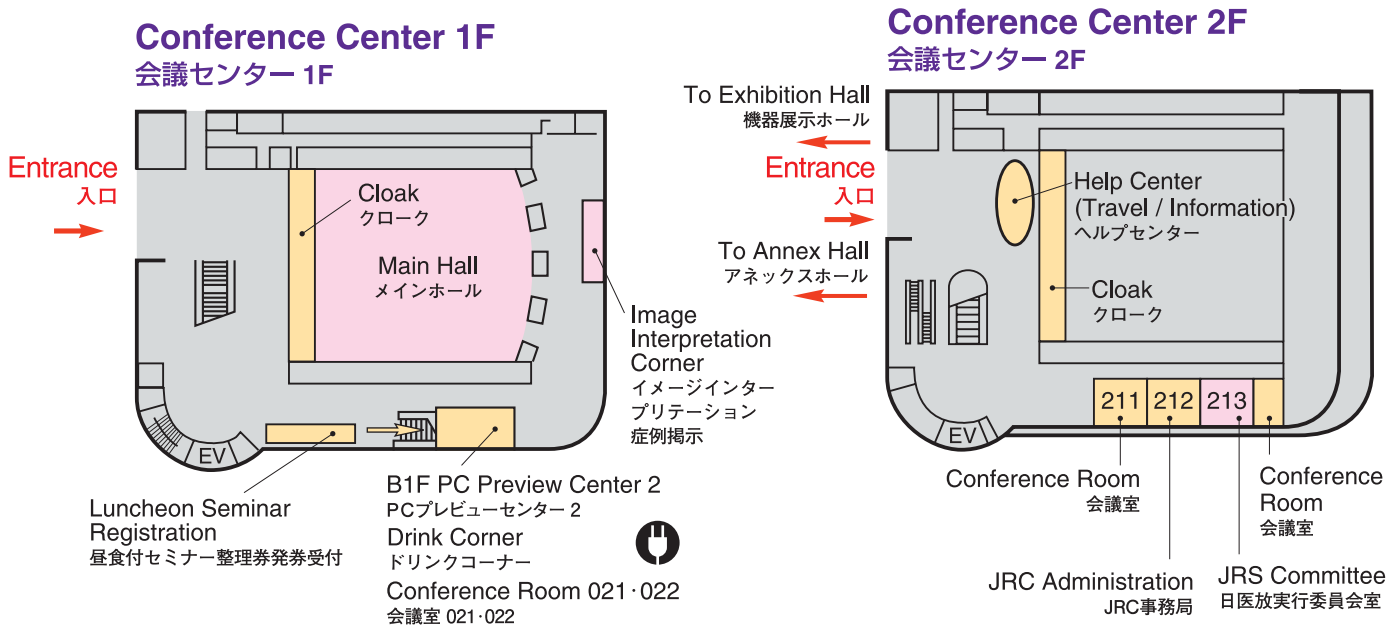 Conference Center 1F
会議センター 1F
Entrance
入口
Cloak
クローク
Main Hall
メインホール
Image
Interpretation
Corner
イメージインター
プリテーション
症例掲示
EV
Luncheon Seminar
Registration
昼食付セミナー整理券発券受付
B1F PC Preview Center 2
PCプレビューセンター 2
Drink Corner
ドリンクコーナー
Conference Room 021·022
会議室 021·022
Conference Center 2F
会議センター 2F
To Exhibition Hall
機器展示ホール
Entrance
入口
To Annex Hall
アネックスホール
Help Center
(Travel / Information)
ヘルプセンター
Cloak
クローク
211 212 213
EV
Conference Room
会議室
Conference
Room
会議室
JRC Administration
JRC事務局
JRS Committee
日医放実行委員会室